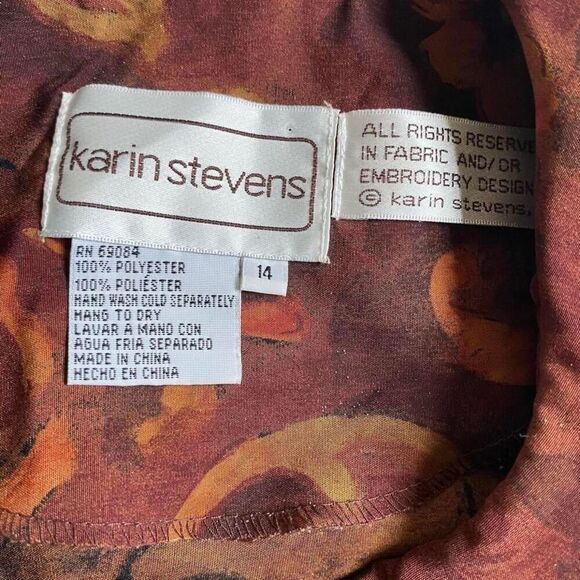 karin stevens
ALL RIGHTS RESERVE
IN FABRIC AND/OR
EMBROIDERY DESIGN
© karin stevens,
RN 69084
100% POLYESTER
100% POLIÉSTER
HAND WASH COLD SEPARATELY
HANG TO DRY
LAVAR A MANO CON
AGUA FRIA SEPARADO
MADE IN CHINA
HECHO EN CHINA
14